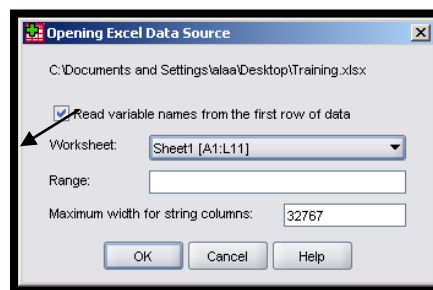 Opening Excel Data Source
C:\Documents and Settings\alaa\Desktop\Training.xlsx
Read variable names from the first row of data
Worksheet: Sheet1 [A1:L11]
Range:
Maximum width for string columns: 32767
OK Cancel Help